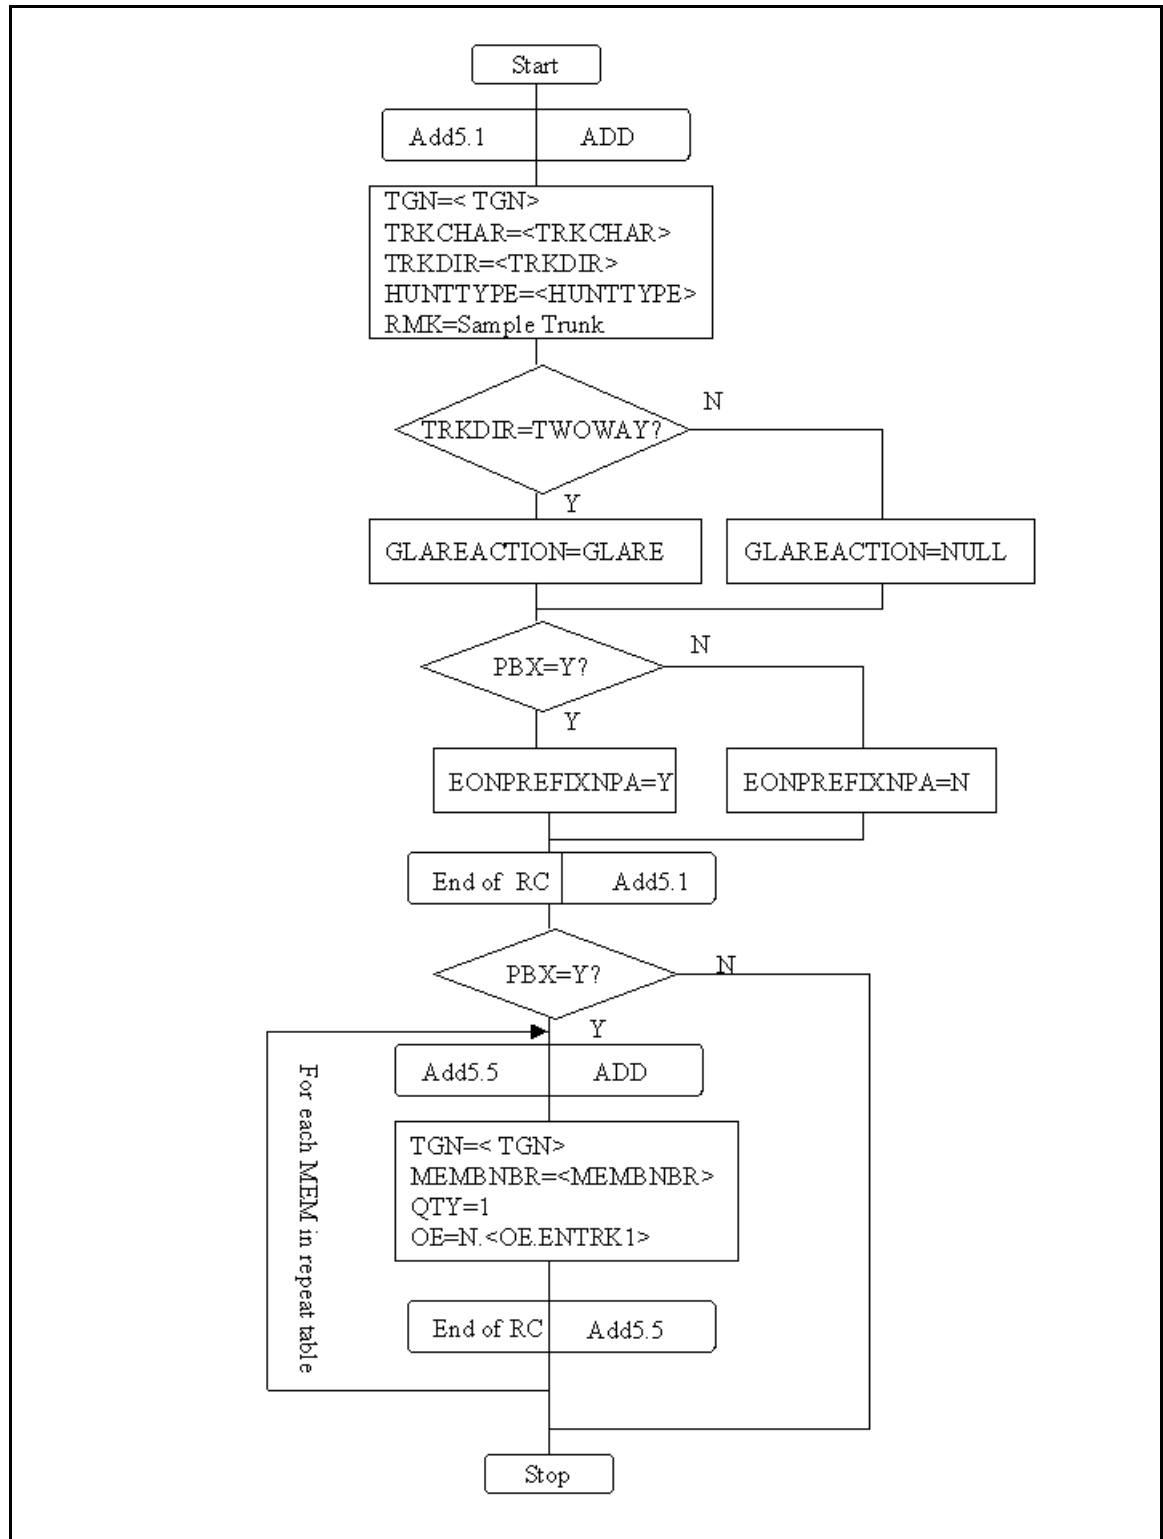 Start
Add5.1 ADD
TGN=< TGN>
TRKCHAR=<TRKCHAR>
TRKDIR=<TRKDIR>
HUNTTYPE=<HUNTTYPE>
RMK=Sample Trunk
TRKDIR=TWOWAY?
N
Y
GLAREACTION=GLARE
GLAREACTION=NULL
PBX=Y?
N
Y
EONPREFIXNPA=Y
EONPREFIXNPA=N
End of RC Add5.1
PBX=Y?
N
Y
For each MEM in repeat table
Add5.5 ADD
TGN=< TGN>
MEMBNBR=<MEMBNBR>
QTY=1
OE=N.<OE.ENTRK1>
End of RC Add5.5
Stop